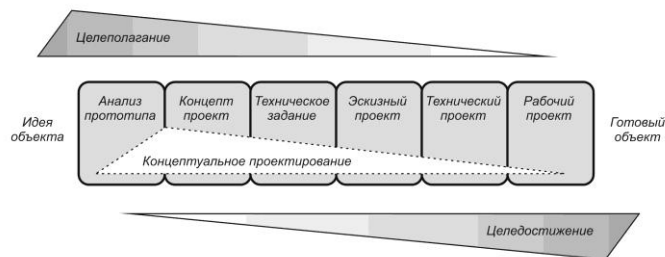 Целеполагание
Анализ прототипа
Концепт проект
Техническое задание
Эскизный проект
Технический проект
Рабочий проект
Идея объекта
Готовый объект
Концептуальное проектирование
Целедостижение